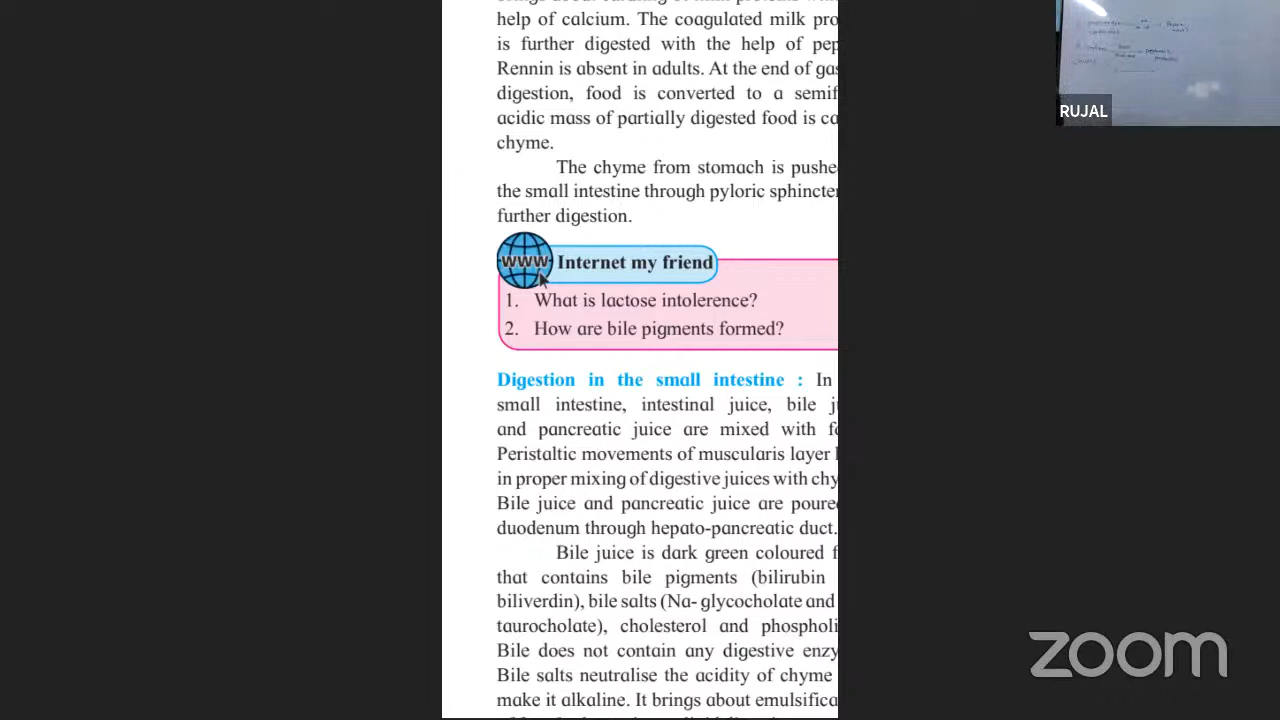 help of calcium. The coagulated milk pro
is further digested with the help of pep
Rennin is absent in adults. At the end of gas
digestion, food is converted to a semif
acidic mass of partially digested food is ca
chyme.
The chyme from stomach is pushe
the small intestine through pyloric sphincter
further digestion.
www Internet my friend
1. What is lactose intolerence?
2. How are bile pigments formed?
Digestion in the small intestine : In
small intestine, intestinal juice, bile ju
and pancreatic juice are mixed with fo
Peristaltic movements of muscularis layer h
in proper mixing of digestive juices with chy
Bile juice and pancreatic juice are poure
duodenum through hepato-pancreatic duct.
Bile juice is dark green coloured f
that contains bile pigments (bilirubin
biliverdin), bile salts (Na- glycocholate and
taurocholate), cholesterol and phospholi
Bile does not contain any digestive enzy
Bile salts neutralise the acidity of chyme
make it alkaline. It brings about emulsifica
RUJAL
zoom